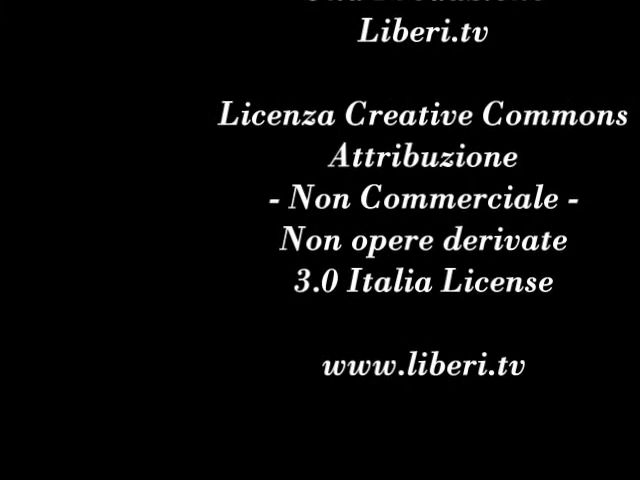 Liberi.tv
Licenza Creative Commons
Attribuzione
- Non Commerciale -
Non opere derivate
3.0 Italia License
www.liberi.tv